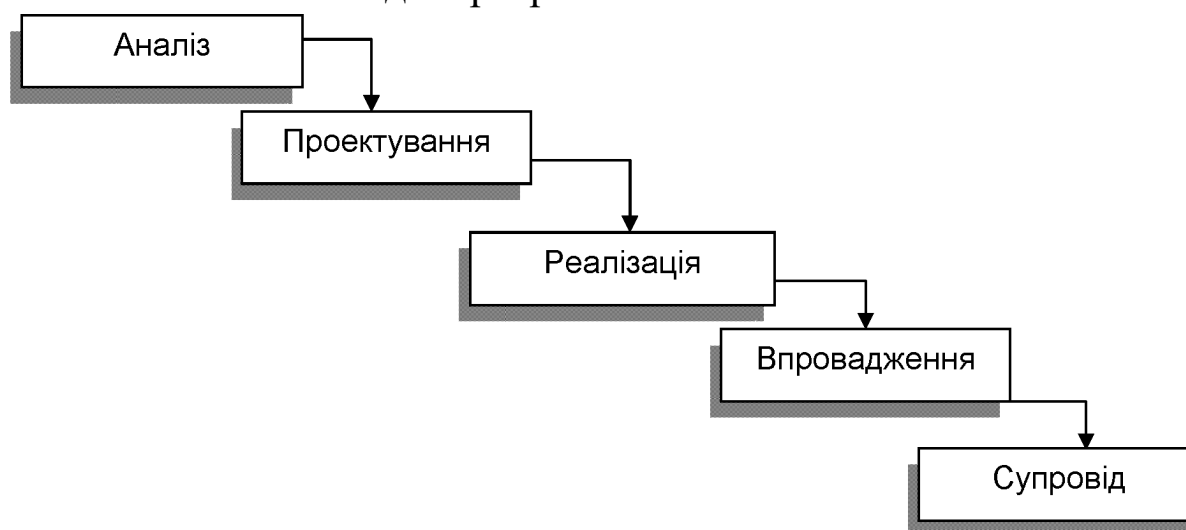 Аналіз
Проектування
Реалізація
Впровадження
Супровід